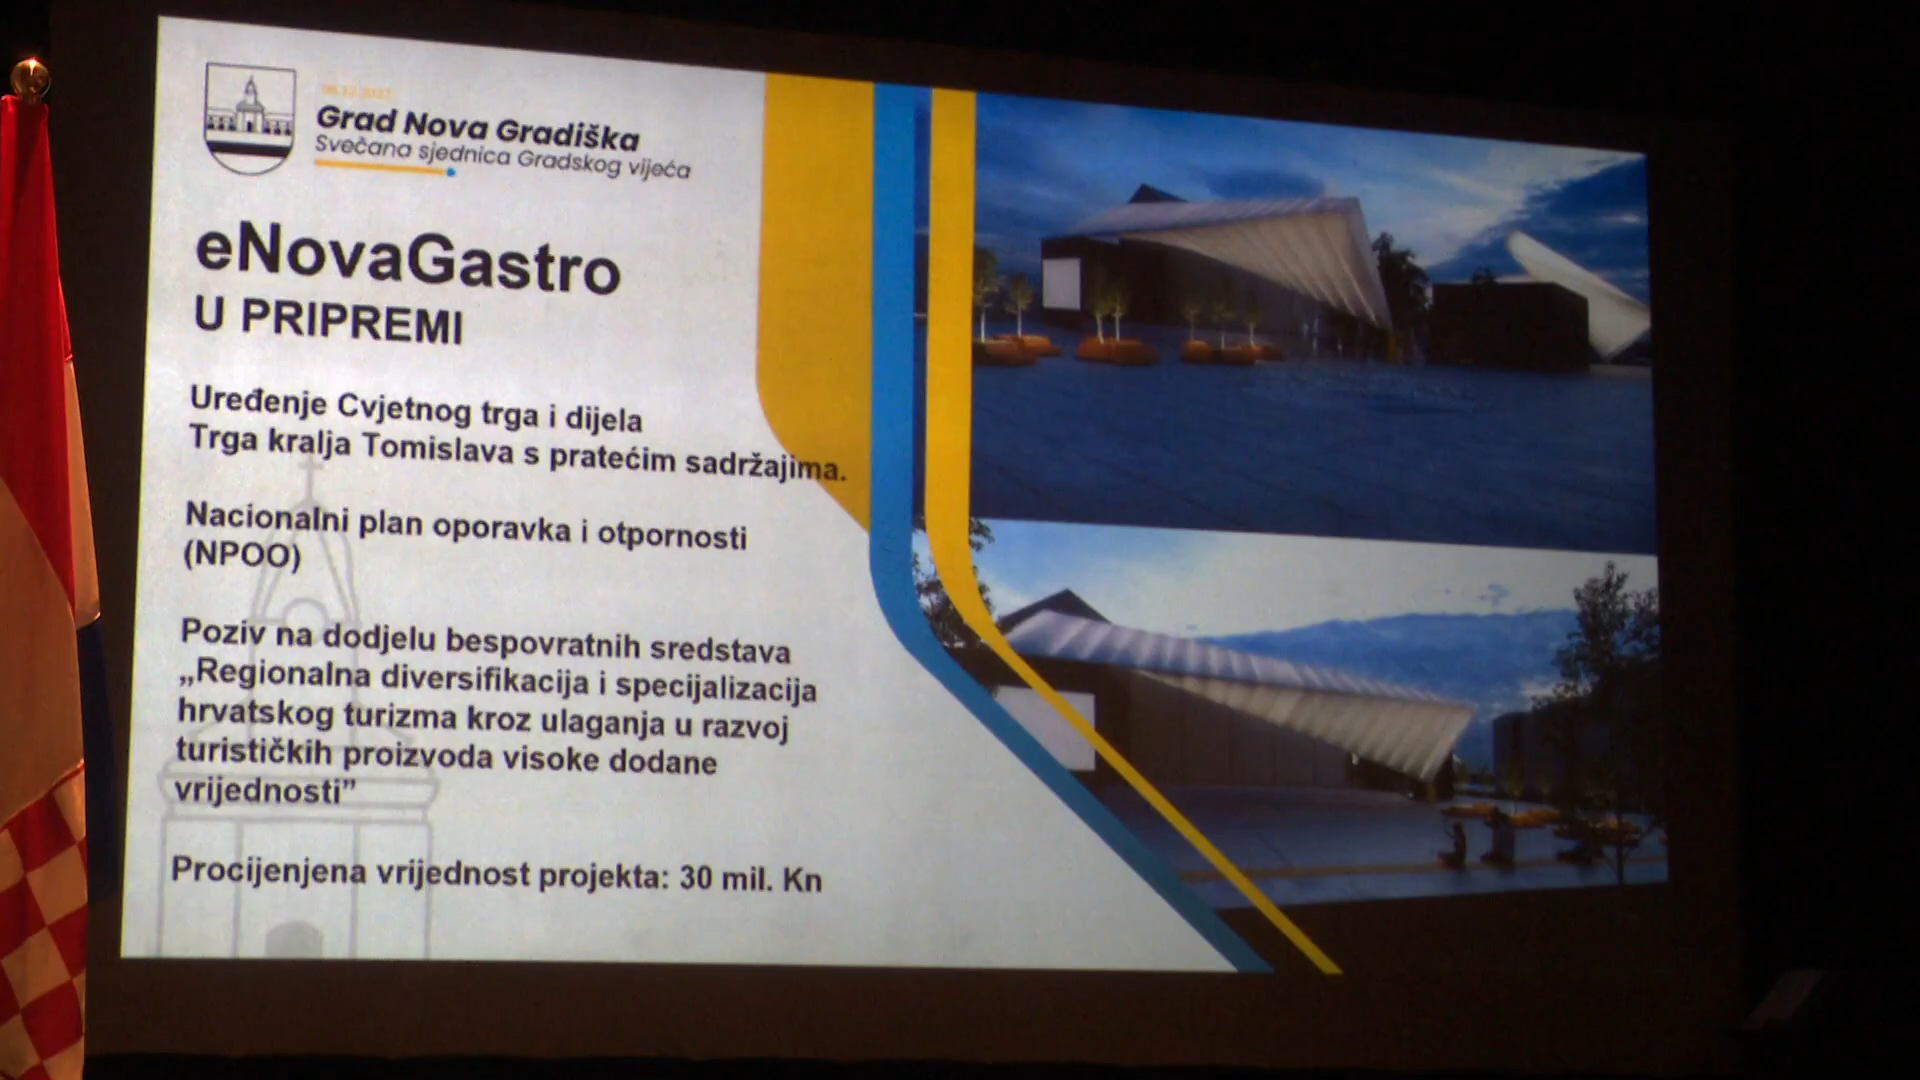 Grad Nova Gradiška
Svečana sjednica Gradskog vijeća
eNovaGastro
U PRIPREMI
Uređenje Cvjetnog trga i dijela
Trga kralja Tomislava s pratećim sadržajima.
Nacionalni plan oporavka i otpornosti
(NPOO)
Poziv na dodjelu bespovratnih sredstava
„Regionalna diversifikacija i specijalizacija
hrvatskog turizma kroz ulaganja u razvoj
turističkih proizvoda visoke dodane
vrijednosti”
Procijenjena vrijednost projekta: 30 mil. Kn